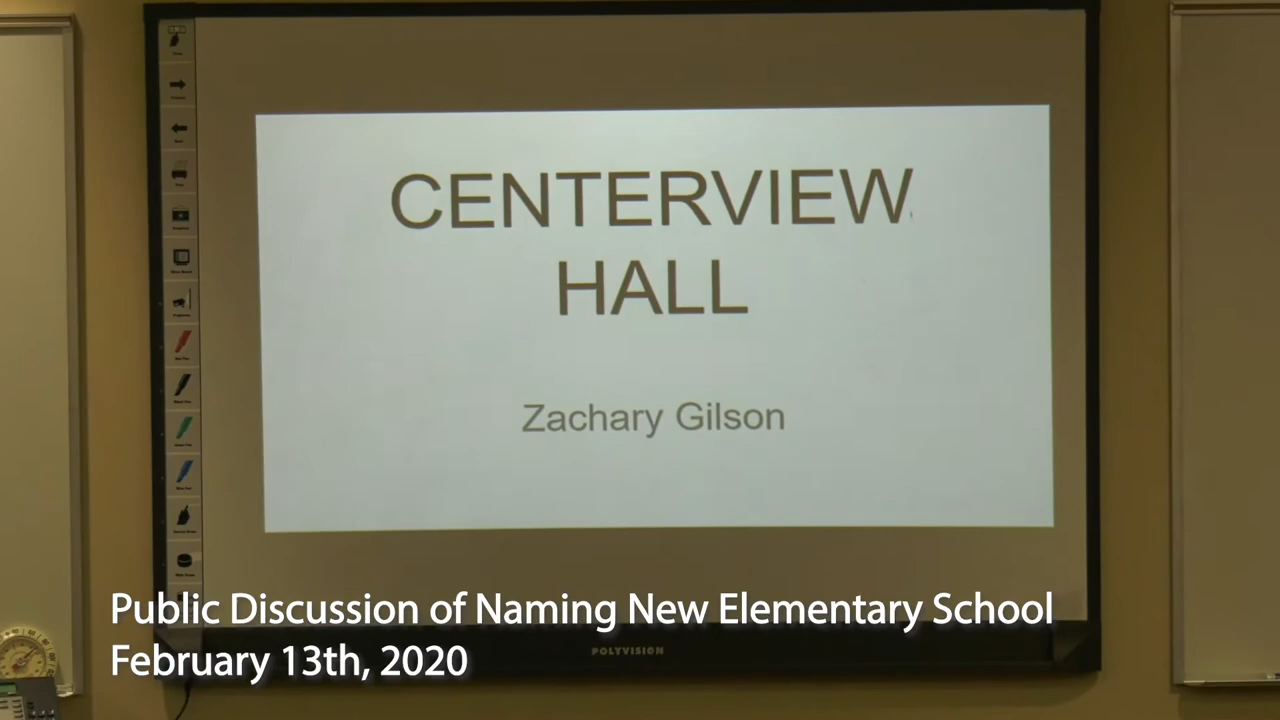 CENTERVIEW
HALL
Zachary Gilson
Public Discussion of Naming New Elementary School
February 13th, 2020
POLYVISION